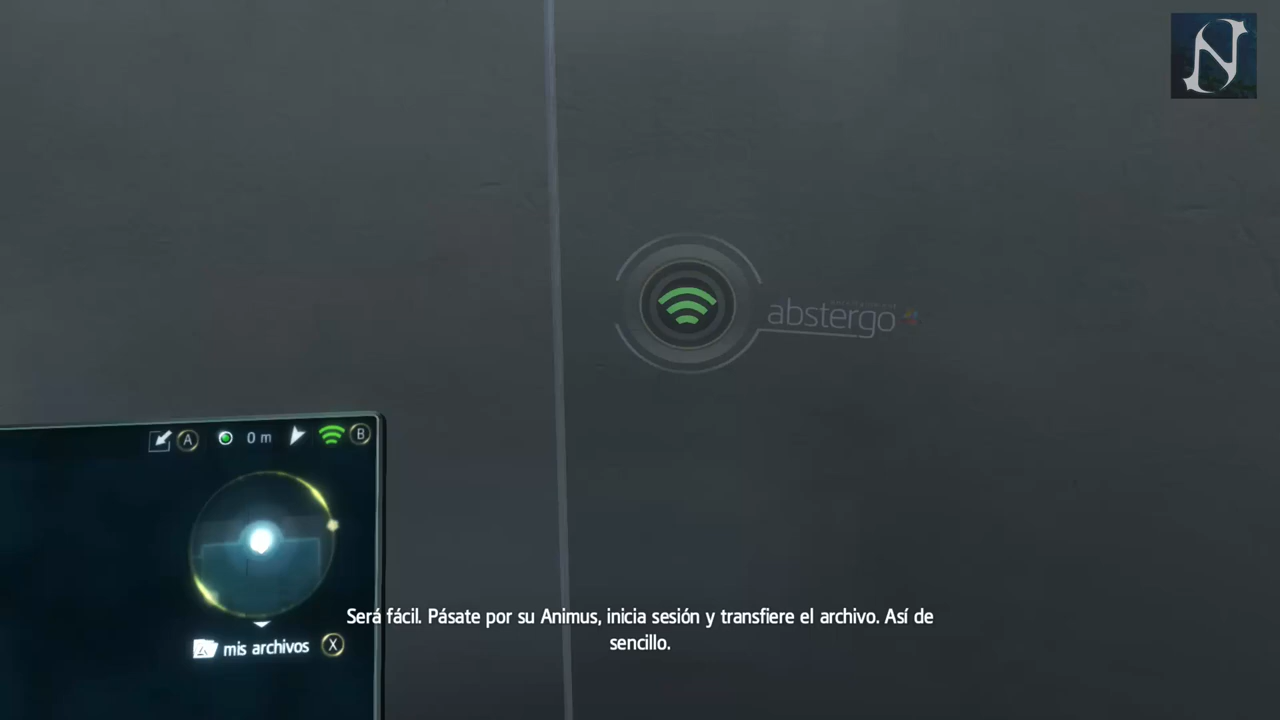 abstergo
A
0 m
B
Será fácil. Pásate por su Animus, inicia sesión y transfiere el archivo. Así de
sencillo.
mis archivos
X